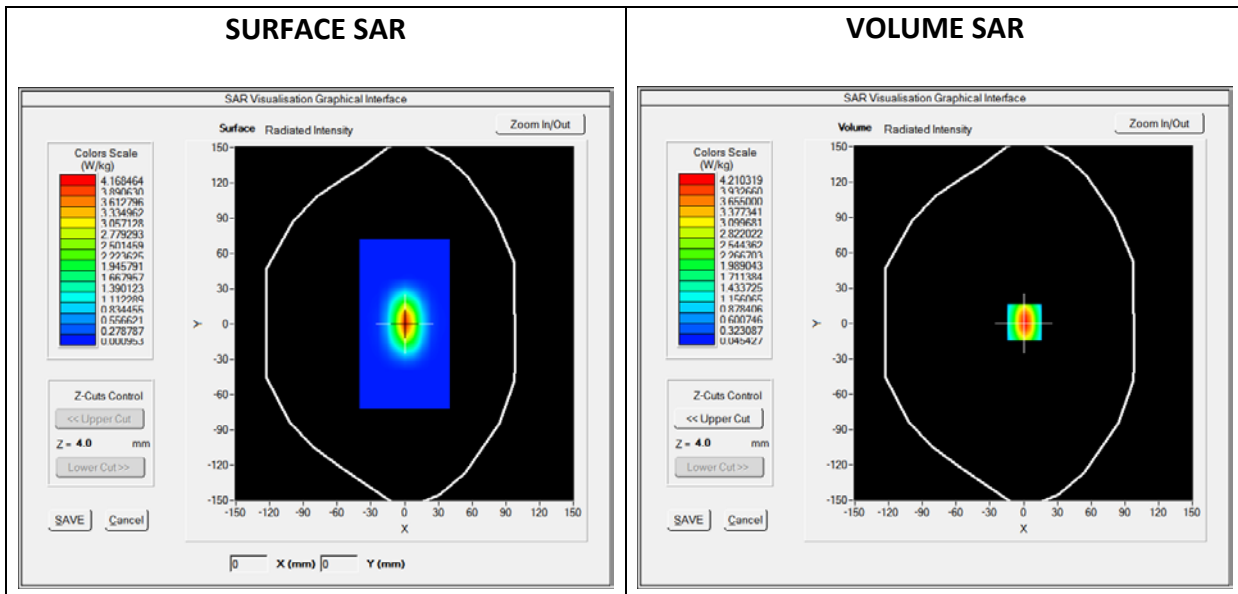 SURFACE SAR
SAR Visualisation Graphical Interface
Surface Radiated Intensity
Zoom In/Out
Colors Scale
(W/kg)
4.168464
3.890630
3.612796
3.334962
3.057128
2.779293
2.501459
2.223625
1.945791
1.667957
1.390123
1.112289
0.834455
0.556621
0.278787
0.000953
Z-Cuts Control
<< Upper Cut
Z = 4.0 mm
Lower Cut >>
SAVE Cancel
150
120
90
60
30
0
-30
-60
-90
-120
-150
Y
-150 -120 -90 -60 -30 0 30 60 90 120 150
X
0 X (mm) 0 Y (mm)
VOLUME SAR
SAR Visualisation Graphical Interface
Volume Radiated Intensity
Zoom In/Out
Colors Scale
(W/kg)
4.210319
3.932660
3.655000
3.377341
3.099681
2.822022
2.544362
2.266703
1.989043
1.711384
1.433725
1.156065
0.878406
0.600746
0.323087
0.045427
Z-Cuts Control
<< Upper Cut
Z = 4.0 mm
Lower Cut >>
SAVE Cancel
150
120
90
60
30
0
-30
-60
-90
-120
-150
Y
-150 -120 -90 -60 -30 0 30 60 90 120 150
X